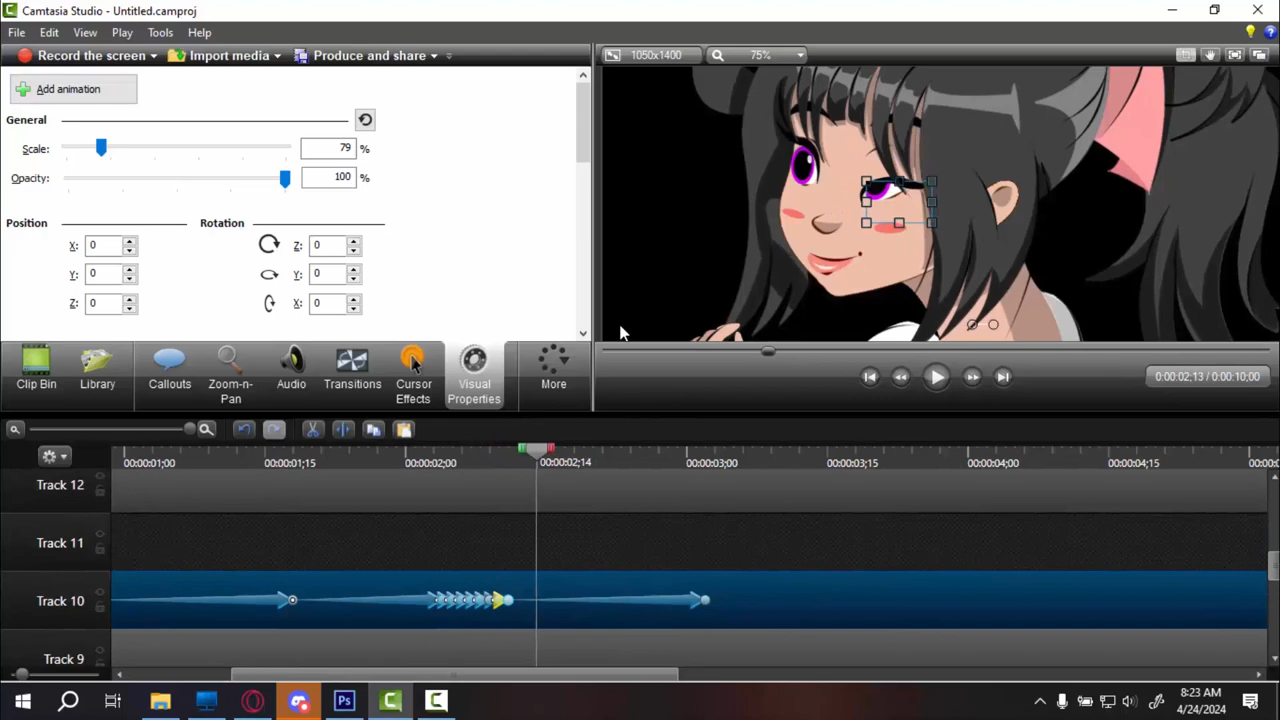 Camtasia Studio - Untitled.camproj
File Edit View Play Tools Help
Record the screen Import media Produce and share 1050x1400 75%
Add animation
General
Scale: 79 %
Opacity: 100 %
Position Rotation
X: 0 Z: 0
Y: 0 Y: 0
Z: 0 X: 0
Clip Bin Library Callouts Zoom-n-Pan Audio Transitions Cursor Effects Visual Properties More
0:00:02;13 / 0:00:10;00
00:00:01;00 00:00:01;15 00:00:02;00 00:00:02;14 00:00:03;00 00:00:03;15 00:00:04;00 00:00:04;15
Track 12
Track 11
Track 10
Track 9
8:23 AM
4/24/2024